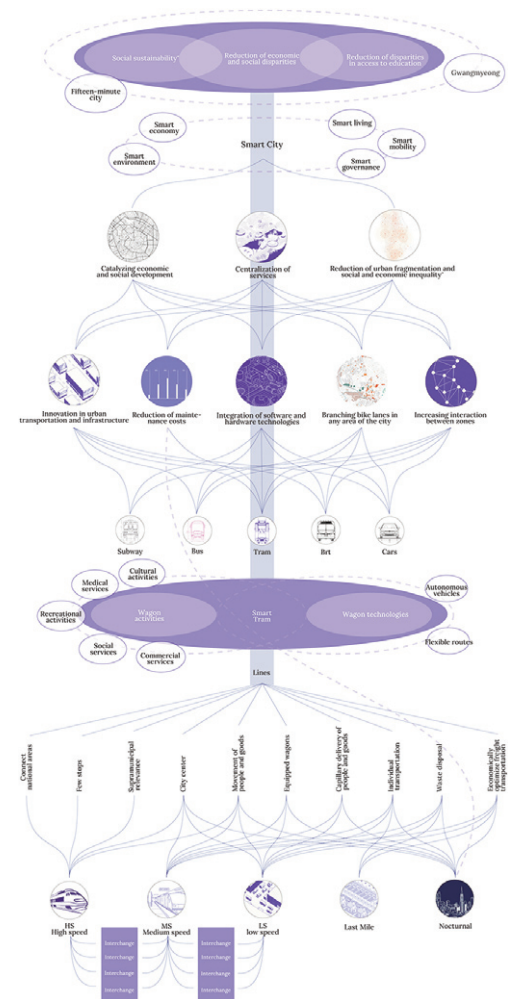 Social sustainability*
Reduction of economic
and social disparities
Reduction of disparities
in access to education
Gwangmyeong
Fifteen-minute
city
Smart
economy
Smart living
Smart
mobility
Smart City
Smart
environment
Smart
governance
Catalyzing economic
and social development
Centralization of
services
Reduction of urban fragmentation and
social and economic inequality*
Innovation in urban
transportation and infrastructure
Reduction of mainte-
nance costs
Integration of software and
hardware technologies
Branching bike lanes in
any area of the city
Increasing interaction
between zones
Subway
Bus
Tram
Brt
Cars
Medical
services
Cultural
activities
Autonomous
vehicles
Recreational
activities
Wagon
activities
Smart
Tram
Wagon technologies
Social
services
Commercial
services
Flexible routes
Lines
Connect
national areas
Few stops
Supramunicipal
relevance
City center
Movement of
people and goods
Equipped wagons
Capillary delivery of
people and goods
Individual
transportation
Waste disposal
Economically
optimize freight
transportation
HS
High speed
MS
Medium speed
LS
low speed
Last Mile
Nocturnal
Interchange
Interchange
Interchange
Interchange
Interchange
Interchange
Interchange
Interchange